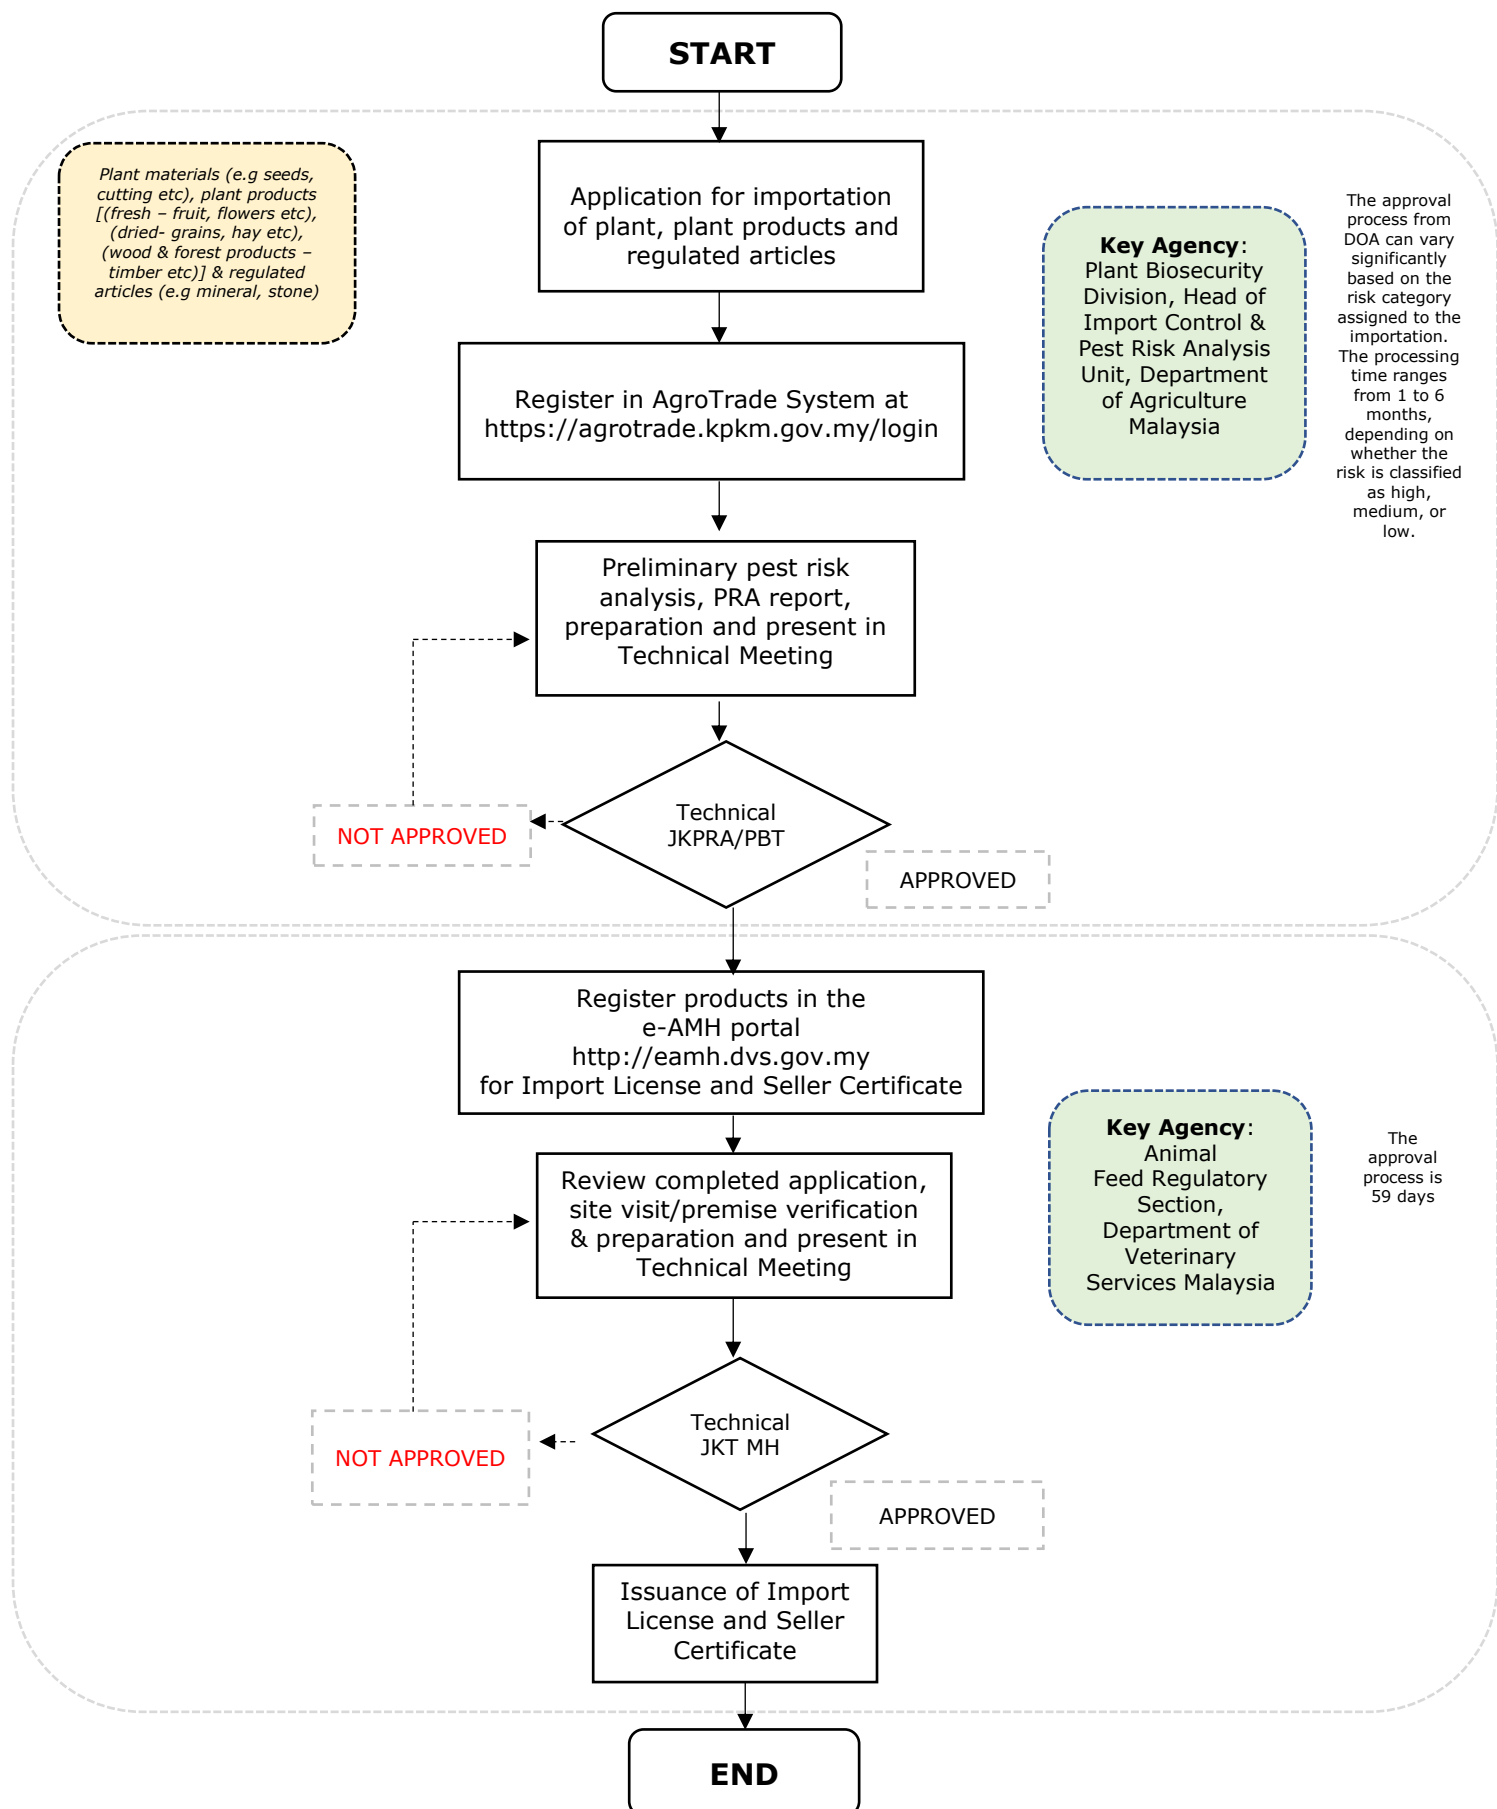 START
Plant materials (e.g seeds,
cutting etc), plant products
[(fresh – fruit, flowers etc),
(dried- grains, hay etc),
(wood & forest products –
timber etc)] & regulated
articles (e.g mineral, stone)
Application for importation
of plant, plant products and
regulated articles
Key Agency:
Plant Biosecurity
Division, Head of
Import Control &
Pest Risk Analysis
Unit, Department
of Agriculture
Malaysia
The approval
process from
DOA can vary
significantly
based on the
risk category
assigned to the
importation.
The processing
time ranges
from 1 to 6
months,
depending on
whether the
risk is classified
as high,
medium, or
low.
Register in AgroTrade System at
https://agrotrade.kpkm.gov.my/login
Preliminary pest risk
analysis, PRA report,
preparation and present in
Technical Meeting
Technical
JKPRA/PBT
NOT APPROVED
APPROVED
Register products in the
e-AMH portal
http://eamh.dvs.gov.my
for Import License and Seller Certificate
Key Agency:
Animal
Feed Regulatory
Section,
Department of
Veterinary
Services Malaysia
The
approval
process is
59 days
Review completed application,
site visit/premise verification
& preparation and present in
Technical Meeting
Technical
JKT MH
NOT APPROVED
APPROVED
Issuance of Import
License and Seller
Certificate
END